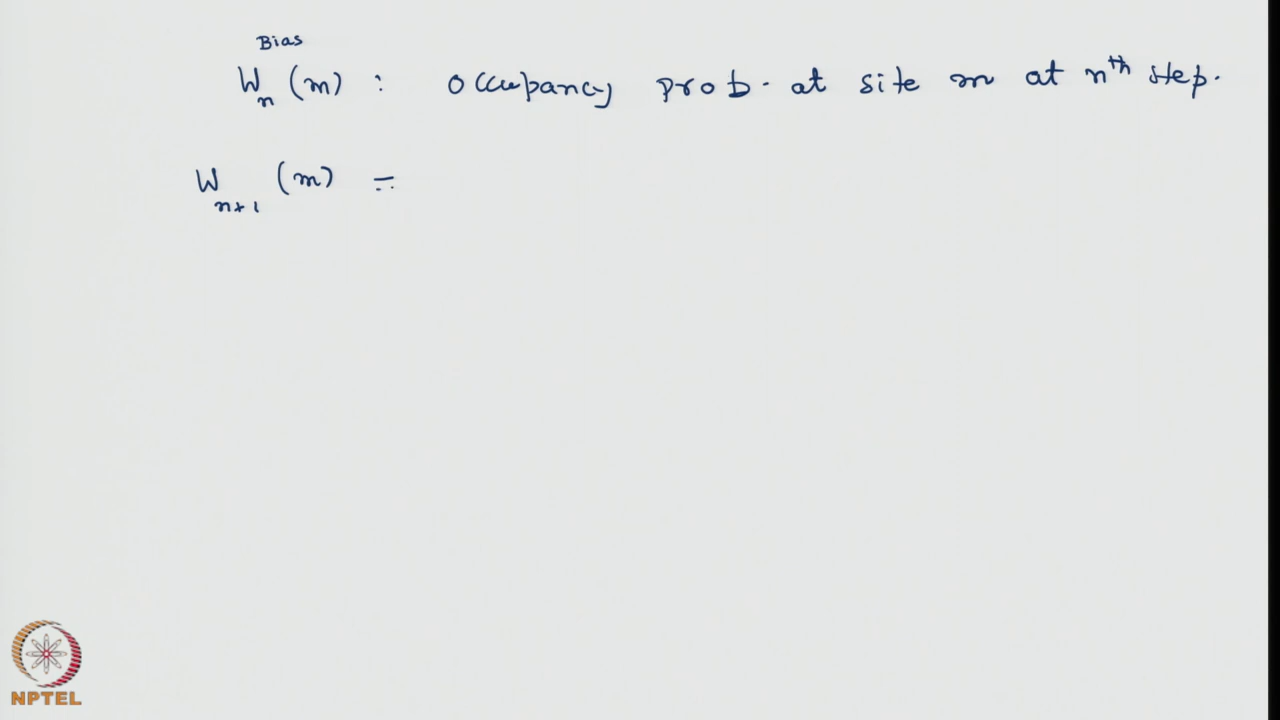 Bias
W_n (m) : Occupancy prob. at site m at n^th step.
W_n+1 (m) =
NPTEL